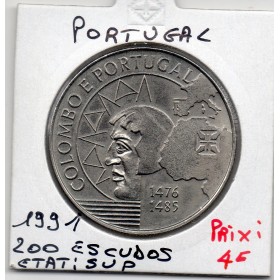 PORTUGAL
COLOMBO E PORTUGAL
1476
1485
1991
200 ESCUDOS
ETAT: SUP
PRIX:
4€